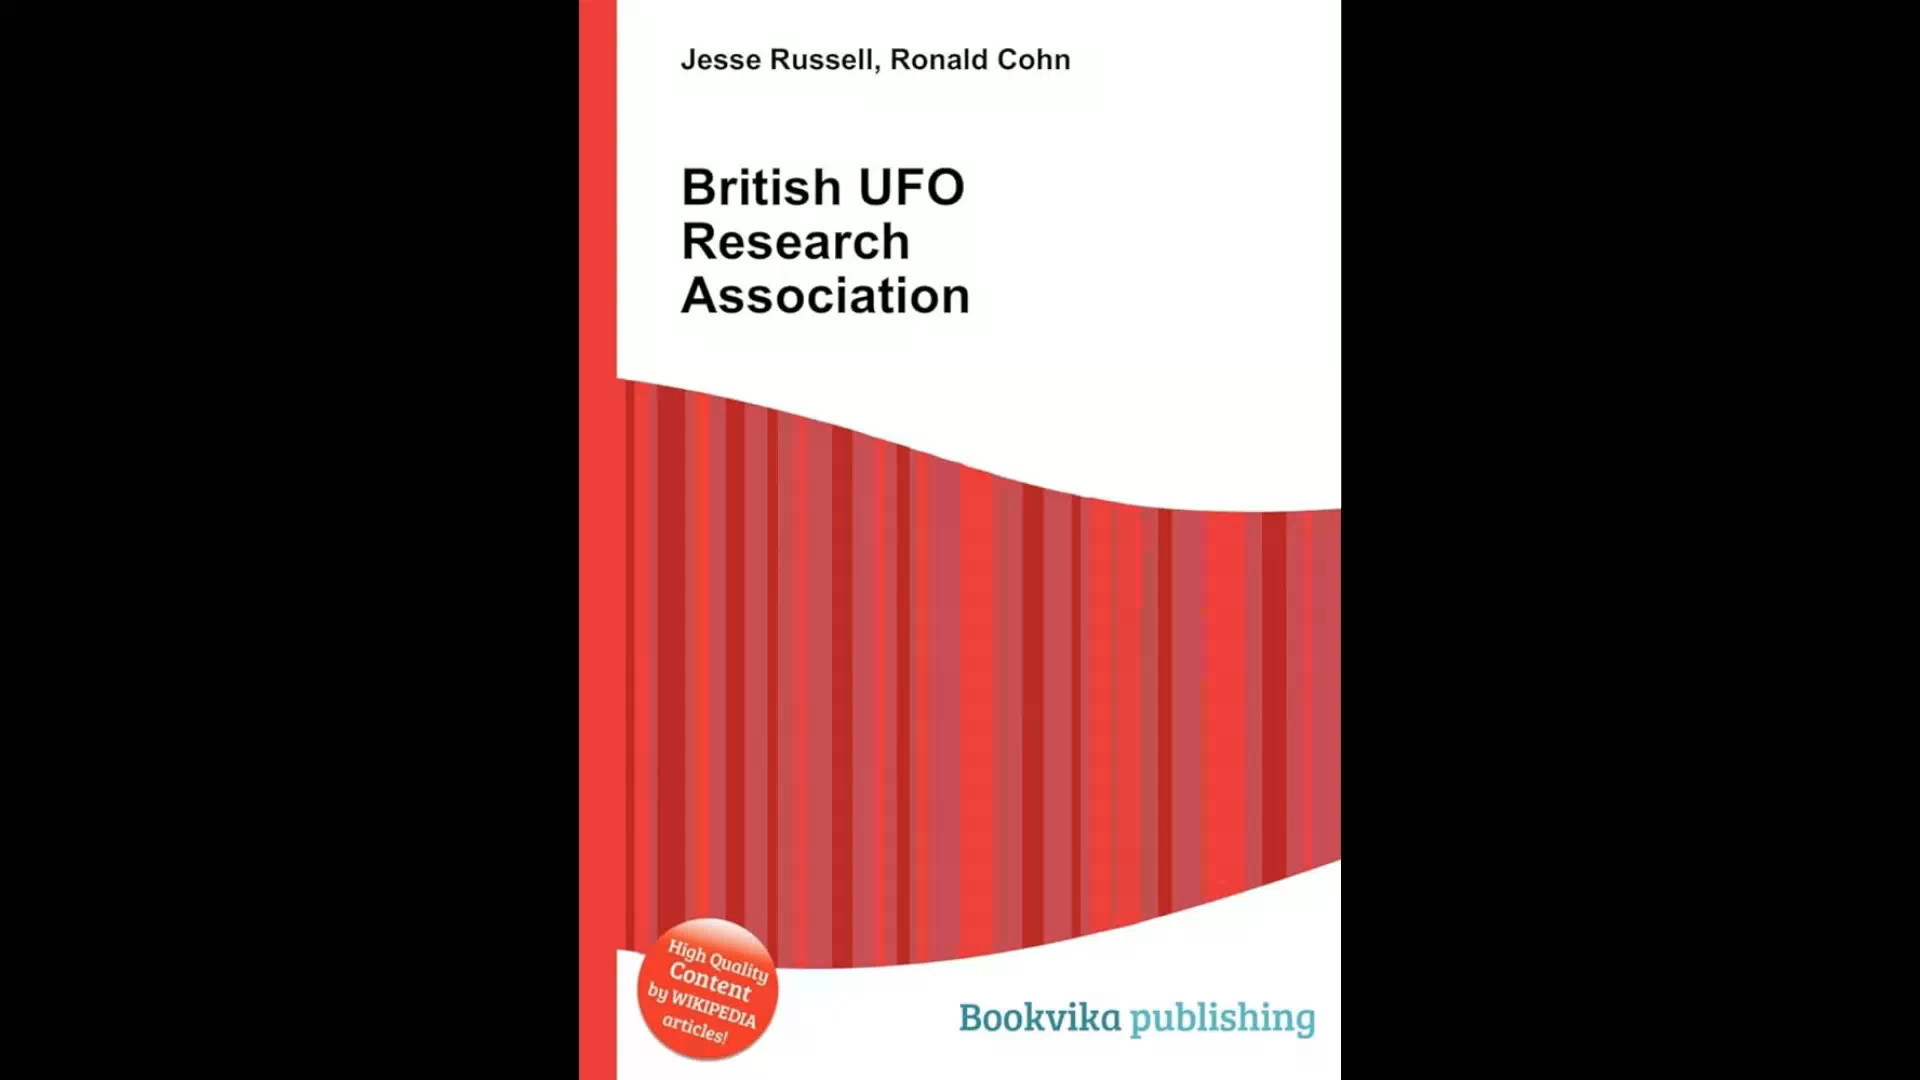 Jesse Russell, Ronald Cohn
British UFO
Research
Association
High Quality
Content
by WIKIPEDIA
articles!
Bookvika publishing